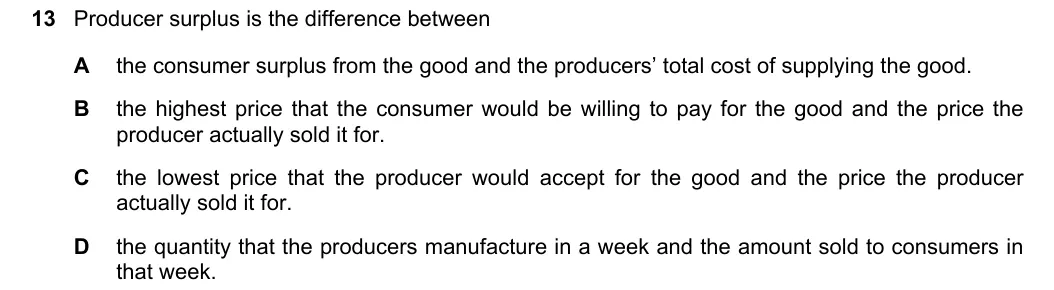 13 Producer surplus is the difference between
A the consumer surplus from the good and the producers’ total cost of supplying the good.
B the highest price that the consumer would be willing to pay for the good and the price the
producer actually sold it for.
C the lowest price that the producer would accept for the good and the price the producer
actually sold it for.
D the quantity that the producers manufacture in a week and the amount sold to consumers in
that week.